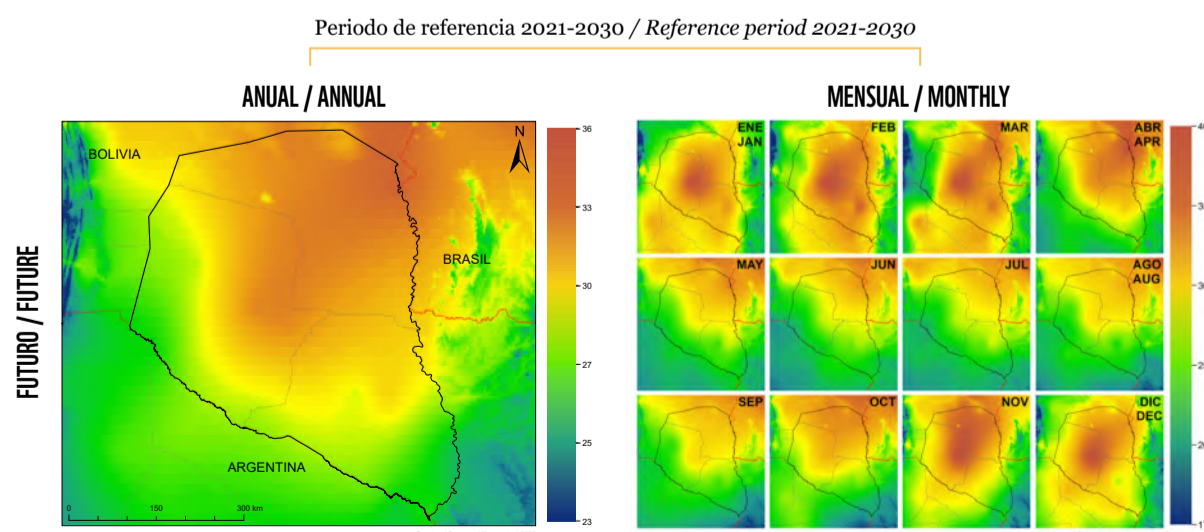 Periodo de referencia 2021-2030 / Reference period 2021-2030
ANUAL / ANNUAL
MENSUAL / MONTHLY
FUTURO / FUTURE
BOLIVIA
N
BRASIL
ARGENTINA
0 150 300 km
36
33
30
27
25
23
ENE
JAN
FEB
MAR
ABR
APR
MAY
JUN
JUL
AGO
AUG
SEP
OCT
NOV
DIC
DEC